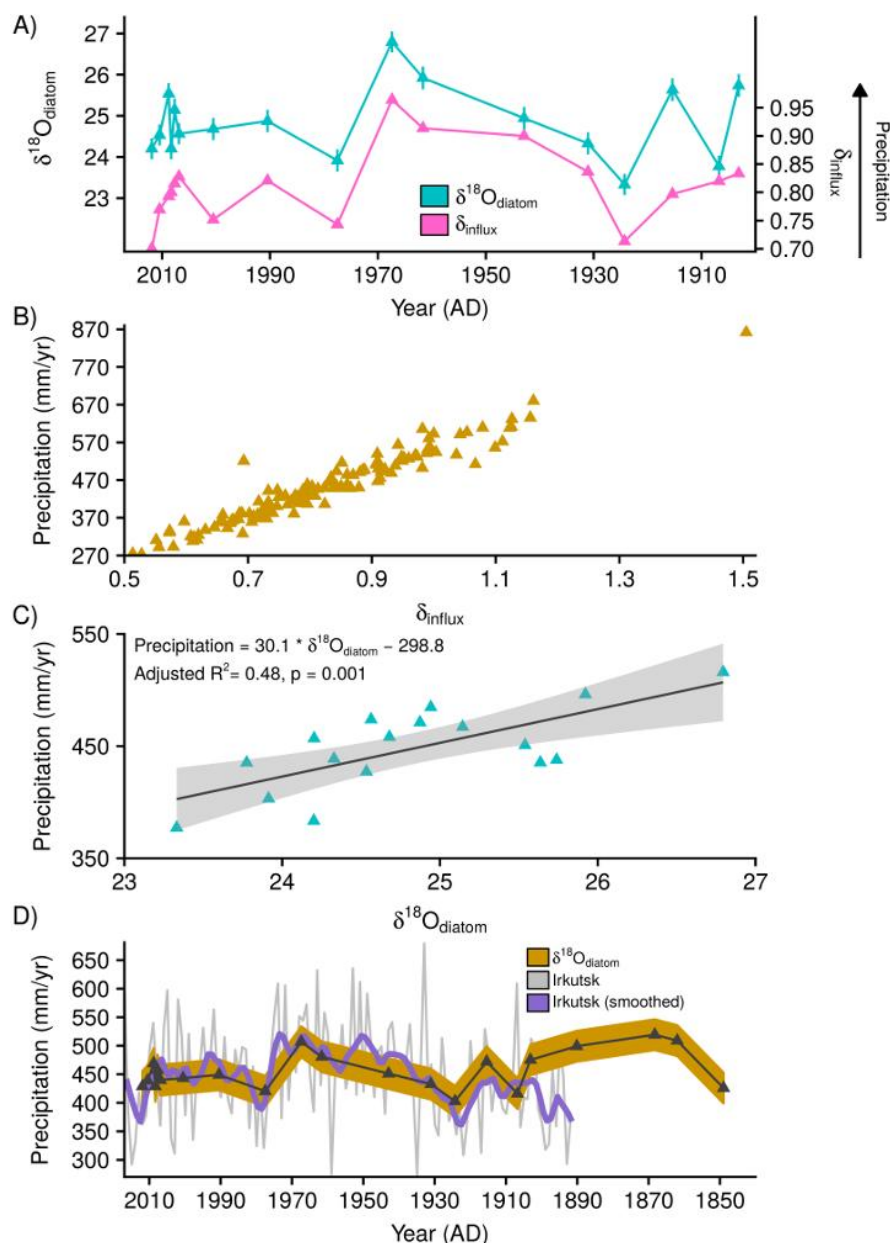 A)
27
26
25
24
23
δ¹⁸Odiatom
0.95
0.90
0.85
0.80
0.75
0.70
δinflux
Precipitation
δ¹⁸Odiatom
δinflux
2010 1990 1970 1950 1930 1910
Year (AD)
B)
870
770
670
570
470
370
270
Precipitation (mm/yr)
0.5 0.7 0.9 1.1 1.3 1.5
δinflux
C)
550
450
350
Precipitation (mm/yr)
Precipitation = 30.1 * δ¹⁸Odiatom − 298.8
Adjusted R²= 0.48, p = 0.001
23 24 25 26 27
δ¹⁸Odiatom
D)
650
600
550
500
450
400
350
300
Precipitation (mm/yr)
δ¹⁸Odiatom
Irkutsk
Irkutsk (smoothed)
2010 1990 1970 1950 1930 1910 1890 1870 1850
Year (AD)